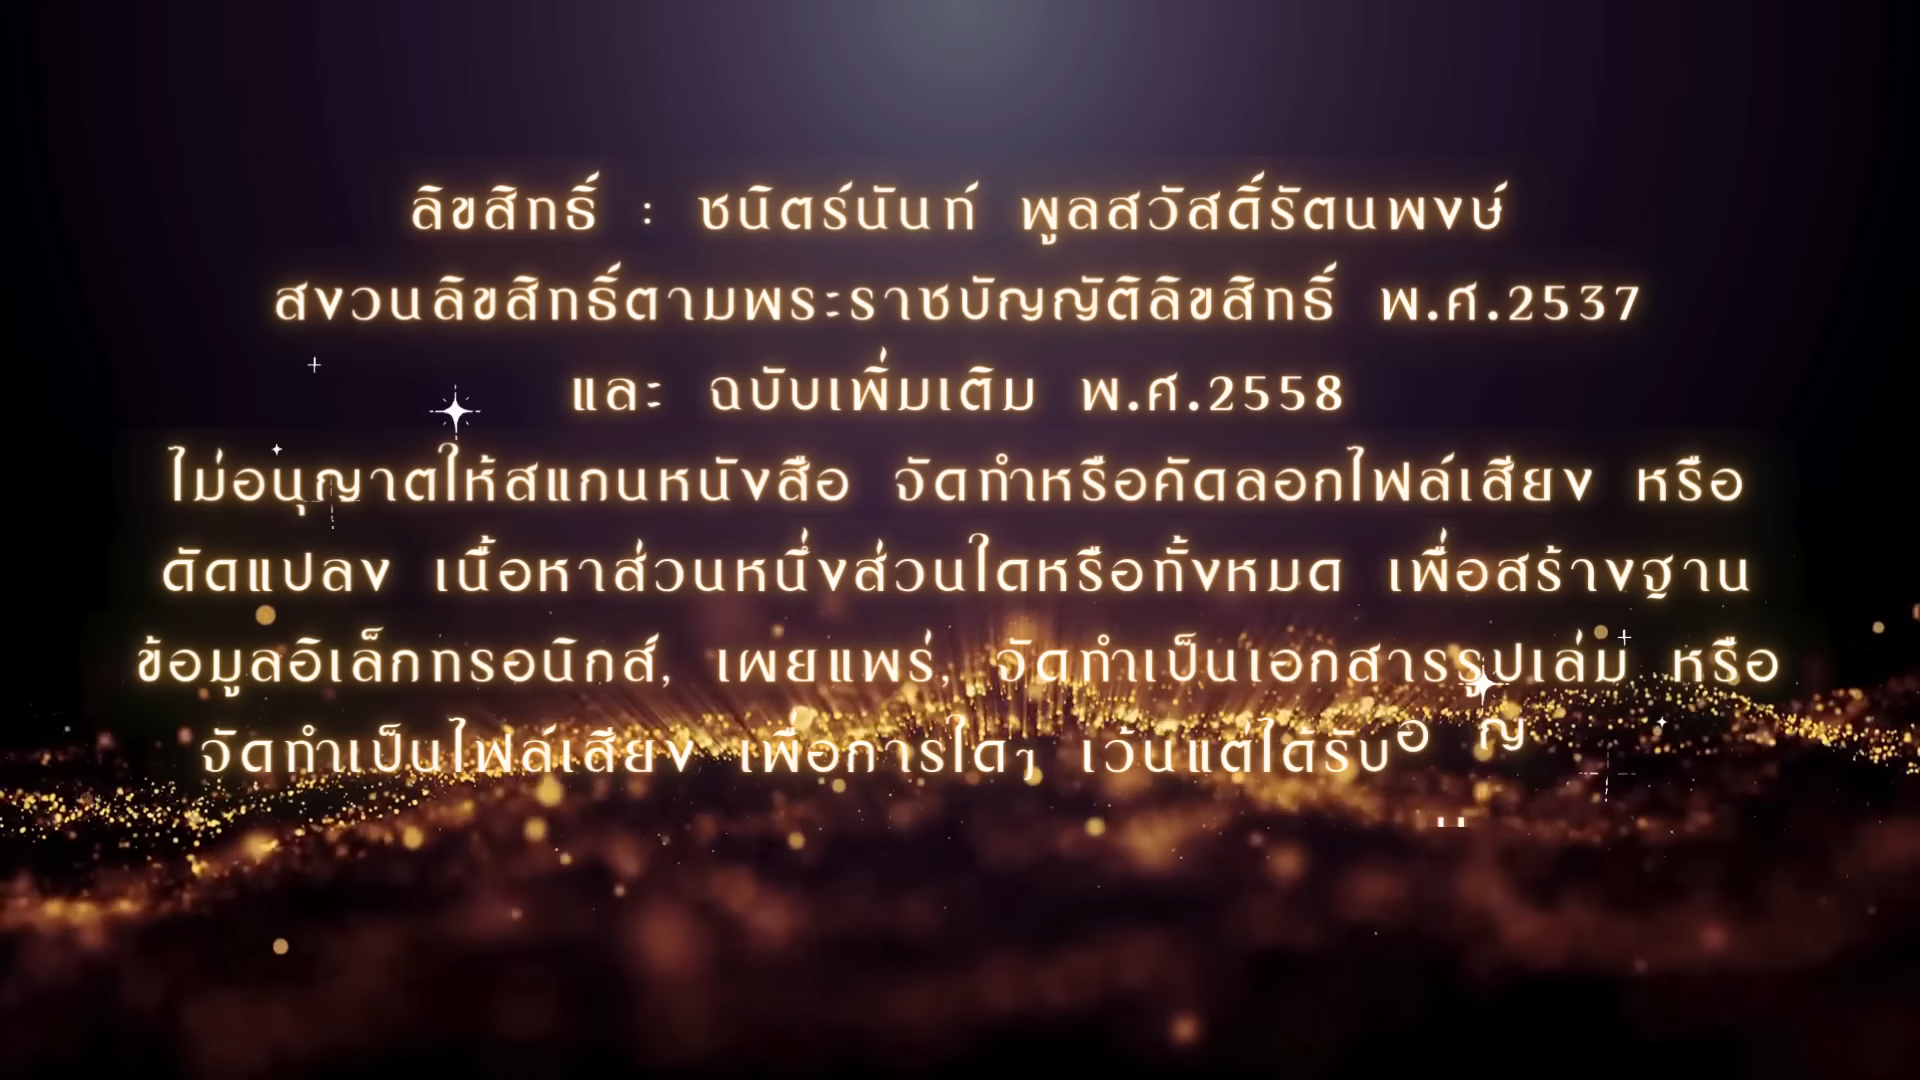 ลิขสิทธิ์ : ชนิตร์นันท์ พูลสวัสดิ์รัตนพงษ์
สงวนลิขสิทธิ์ตามพระราชบัญญัติลิขสิทธิ์ พ.ศ.2537
และ ฉบับเพิ่มเติม พ.ศ.2558
ไม่อนุญาตให้สแกนหนังสือ จัดทำหรือคัดลอกไฟล์เสียง หรือ
ดัดแปลง เนื้อหาส่วนหนึ่งส่วนใดหรือทั้งหมด เพื่อสร้างฐาน
ข้อมูลอิเล็กทรอนิกส์, เผยแพร่, จัดทำเป็นเอกสารรูปเล่ม หรือ
จัดทำเป็นไฟล์เสียง เพื่อการใดๆ เว้นแต่ได้รับอ ญ